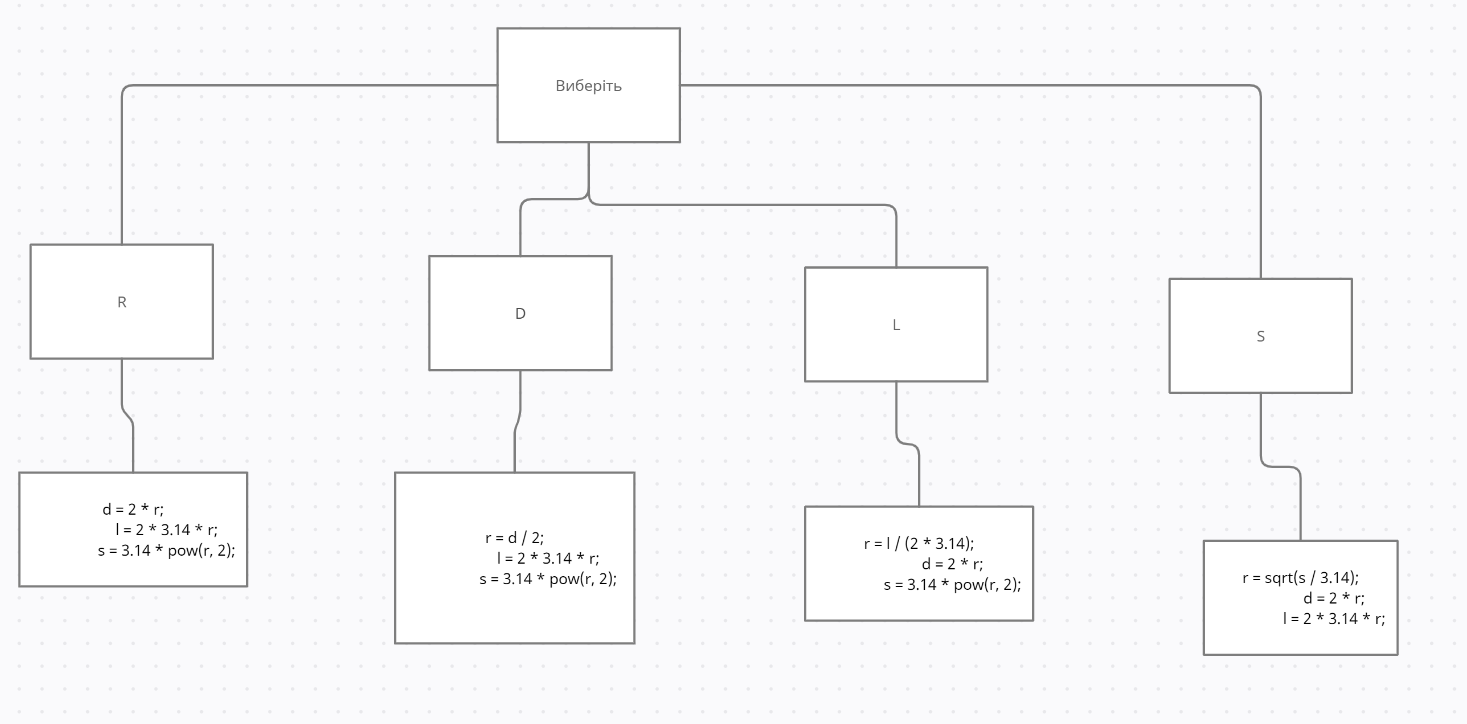 Виберіть
R
D
L
S
d = 2 * r;
l = 2 * 3.14 * r;
s = 3.14 * pow(r, 2);
r = d / 2;
l = 2 * 3.14 * r;
s = 3.14 * pow(r, 2);
r = l / (2 * 3.14);
d = 2 * r;
s = 3.14 * pow(r, 2);
r = sqrt(s / 3.14);
d = 2 * r;
l = 2 * 3.14 * r;